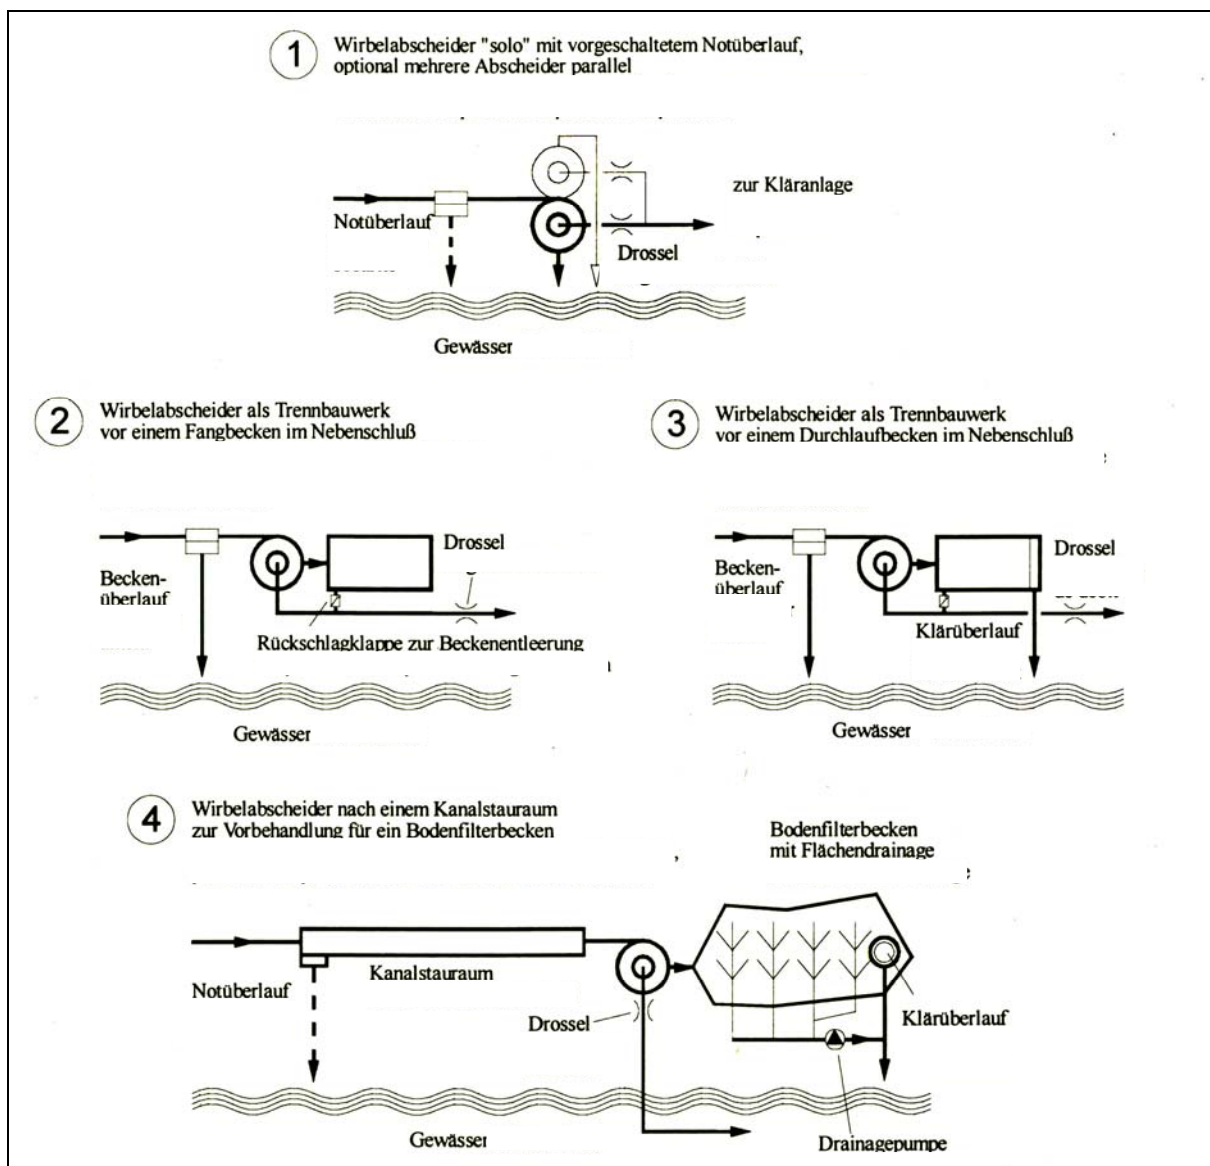 1
Wirbelabscheider "solo" mit vorgeschaltetem Notüberlauf,
optional mehrere Abscheider parallel
zur Kläranlage
Notüberlauf
Drossel
Gewässer
2
Wirbelabscheider als Trennbauwerk
vor einem Fangbecken im Nebenschluß
Drossel
Becken-
überlauf
Rückschlagklappe zur Beckenentleerung
Gewässer
3
Wirbelabscheider als Trennbauwerk
vor einem Durchlaufbecken im Nebenschluß
Drossel
Becken-
überlauf
Klärüberlauf
Gewässer
4
Wirbelabscheider nach einem Kanalstauraum
zur Vorbehandlung für ein Bodenfilterbecken
Bodenfilterbecken
mit Flächendrainage
Kanalstauraum
Notüberlauf
Drossel
Klärüberlauf
Gewässer
Drainagepumpe